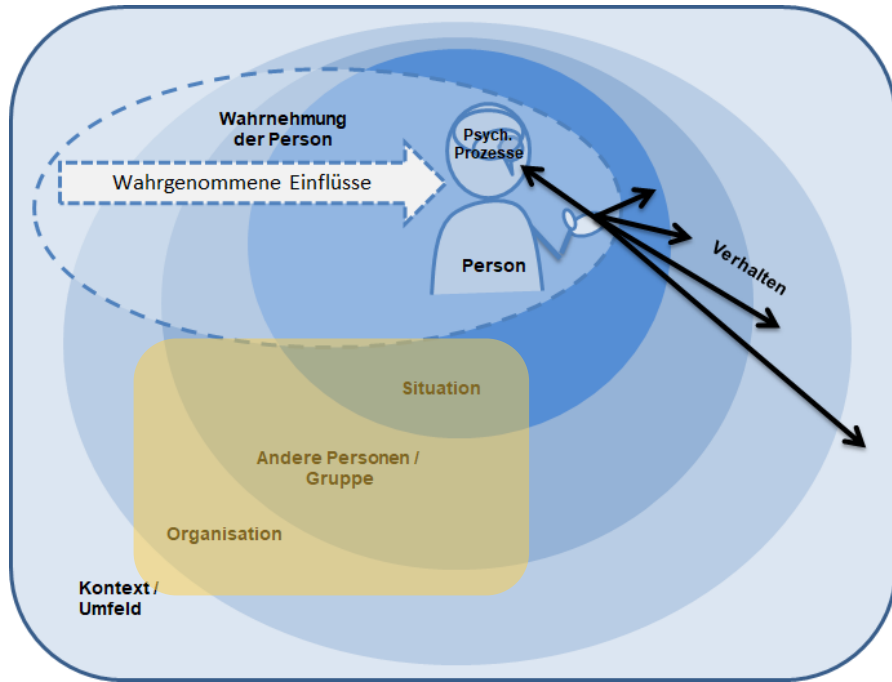 Wahrnehmung
der Person
Psych.
Prozesse
Wahrgenommene Einflüsse
Person
Verhalten
Situation
Andere Personen /
Gruppe
Organisation
Kontext /
Umfeld